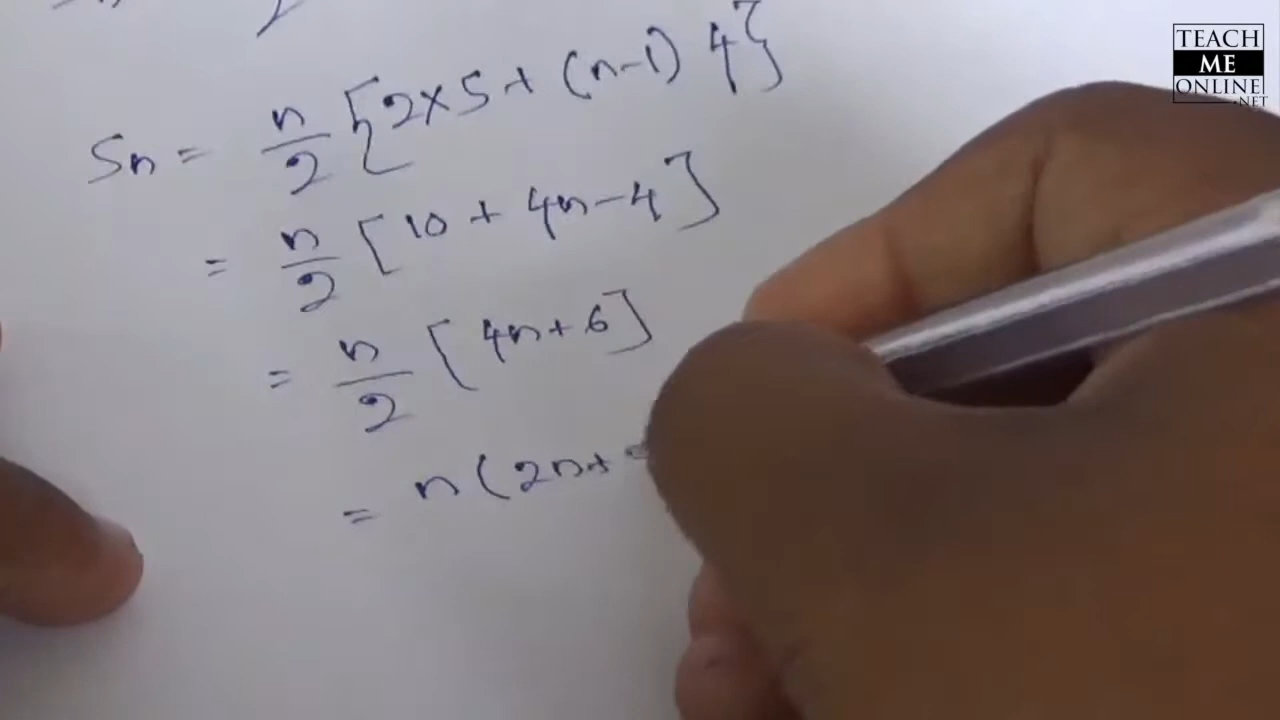 Sn = n/2 [2×5+ (n-1) 4}
= n/2 [10 + 4n-4]
= n/2 [4n+6]
= n(2n+
TEACH
ME
ONLINE
.NET